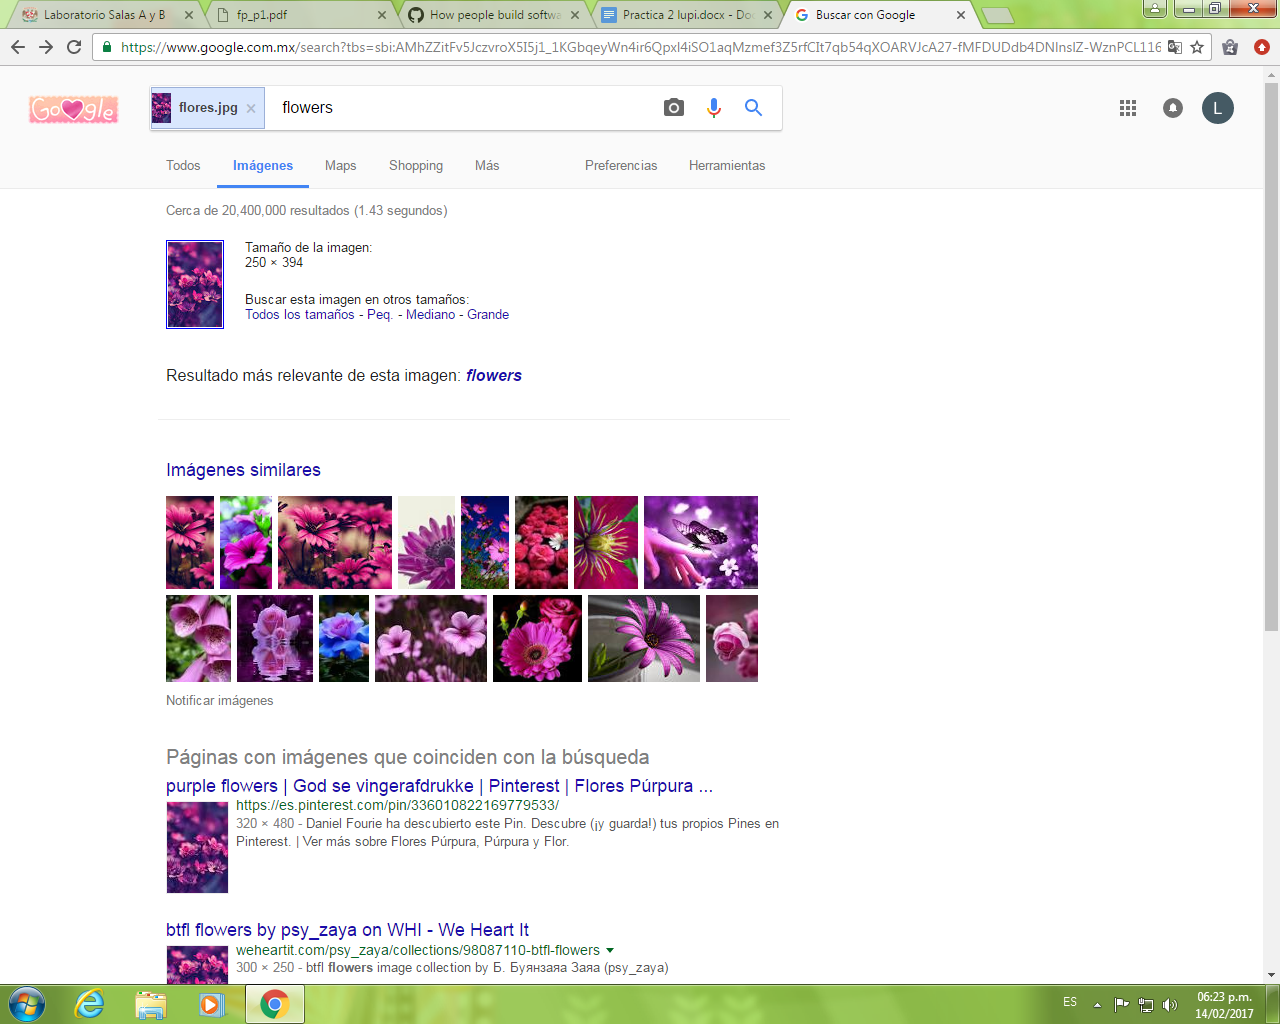 Laboratorio Salas A y B
fp_p1.pdf
How people build softwa
Practica 2 lupi.docx - Do
Buscar con Google
https://www.google.com.mx/search?tbs=sbi:AMhZZitFv5JczvroX5I5j1_1KGbqeyWn4ir6Qpxl4iSO1aqMzmef3Z5rfCIt7qb54qXOARVJcA27-fMFDUDdb4DNlnslZ-WznPCL116
Google
flores.jpg
flowers
L
Todos
Imágenes
Maps
Shopping
Más
Preferencias
Herramientas
Cerca de 20,400,000 resultados (1.43 segundos)
Tamaño de la imagen:
250 × 394
Buscar esta imagen en otros tamaños:
Todos los tamaños - Peq. - Mediano - Grande
Resultado más relevante de esta imagen: flowers
Imágenes similares
Notificar imágenes
Páginas con imágenes que coinciden con la búsqueda
purple flowers | God se vingerafdrukke | Pinterest | Flores Púrpura ...
https://es.pinterest.com/pin/336010822169779533/
320 × 480 - Daniel Fourie ha descubierto este Pin. Descubre (¡y guarda!) tus propios Pines en
Pinterest. | Ver más sobre Flores Púrpura, Púrpura y Flor.
btfl flowers by psy_zaya on WHI - We Heart It
weheartit.com/psy_zaya/collections/98087110-btfl-flowers
300 × 250 - btfl flowers image collection by Б. Буянзаяа Заяа (psy_zaya)
ES
06:23 p.m.
14/02/2017